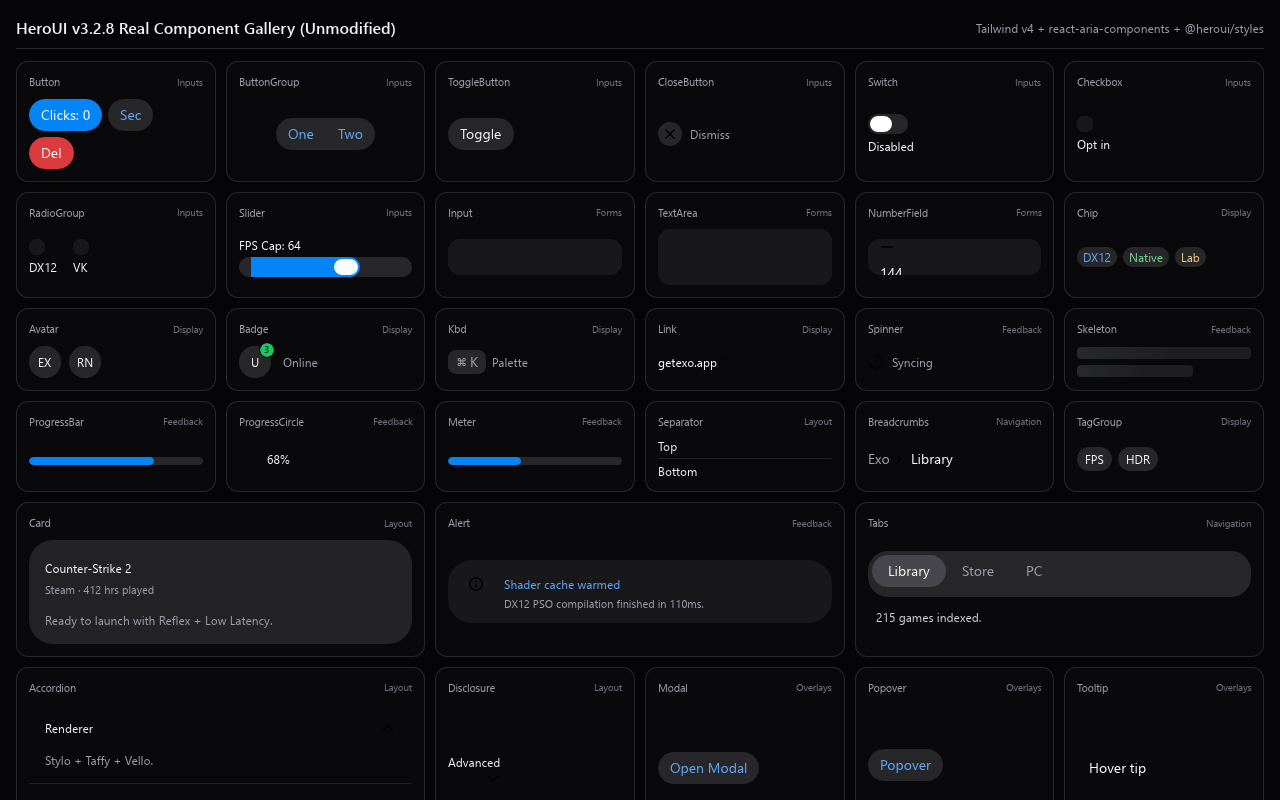 HeroUI v3.2.8 Real Component Gallery (Unmodified)
Tailwind v4 + react-aria-components + @heroui/styles
Button
Inputs
Clicks: 0
Sec
Del
ButtonGroup
Inputs
One
Two
ToggleButton
Inputs
Toggle
CloseButton
Inputs
Dismiss
Switch
Inputs
Disabled
Checkbox
Inputs
Opt in
RadioGroup
Inputs
DX12
VK
Slider
Inputs
FPS Cap: 64
Input
Forms
TextArea
Forms
NumberField
Forms
144
Chip
Display
DX12
Native
Lab
Avatar
Display
EX
RN
Badge
Display
U
3
Online
Kbd
Display
⌘ K
Palette
Link
Display
getexo.app
Spinner
Feedback
Syncing
Skeleton
Feedback
ProgressBar
Feedback
ProgressCircle
Feedback
68%
Meter
Feedback
Separator
Layout
Top
Bottom
Breadcrumbs
Navigation
Exo
Library
TagGroup
Display
FPS
HDR
Card
Layout
Counter-Strike 2
Steam · 412 hrs played
Ready to launch with Reflex + Low Latency.
Alert
Feedback
Shader cache warmed
DX12 PSO compilation finished in 110ms.
Tabs
Navigation
Library
Store
PC
215 games indexed.
Accordion
Layout
Renderer
Stylo + Taffy + Vello.
Disclosure
Layout
Advanced
Modal
Overlays
Open Modal
Popover
Overlays
Popover
Tooltip
Overlays
Hover tip